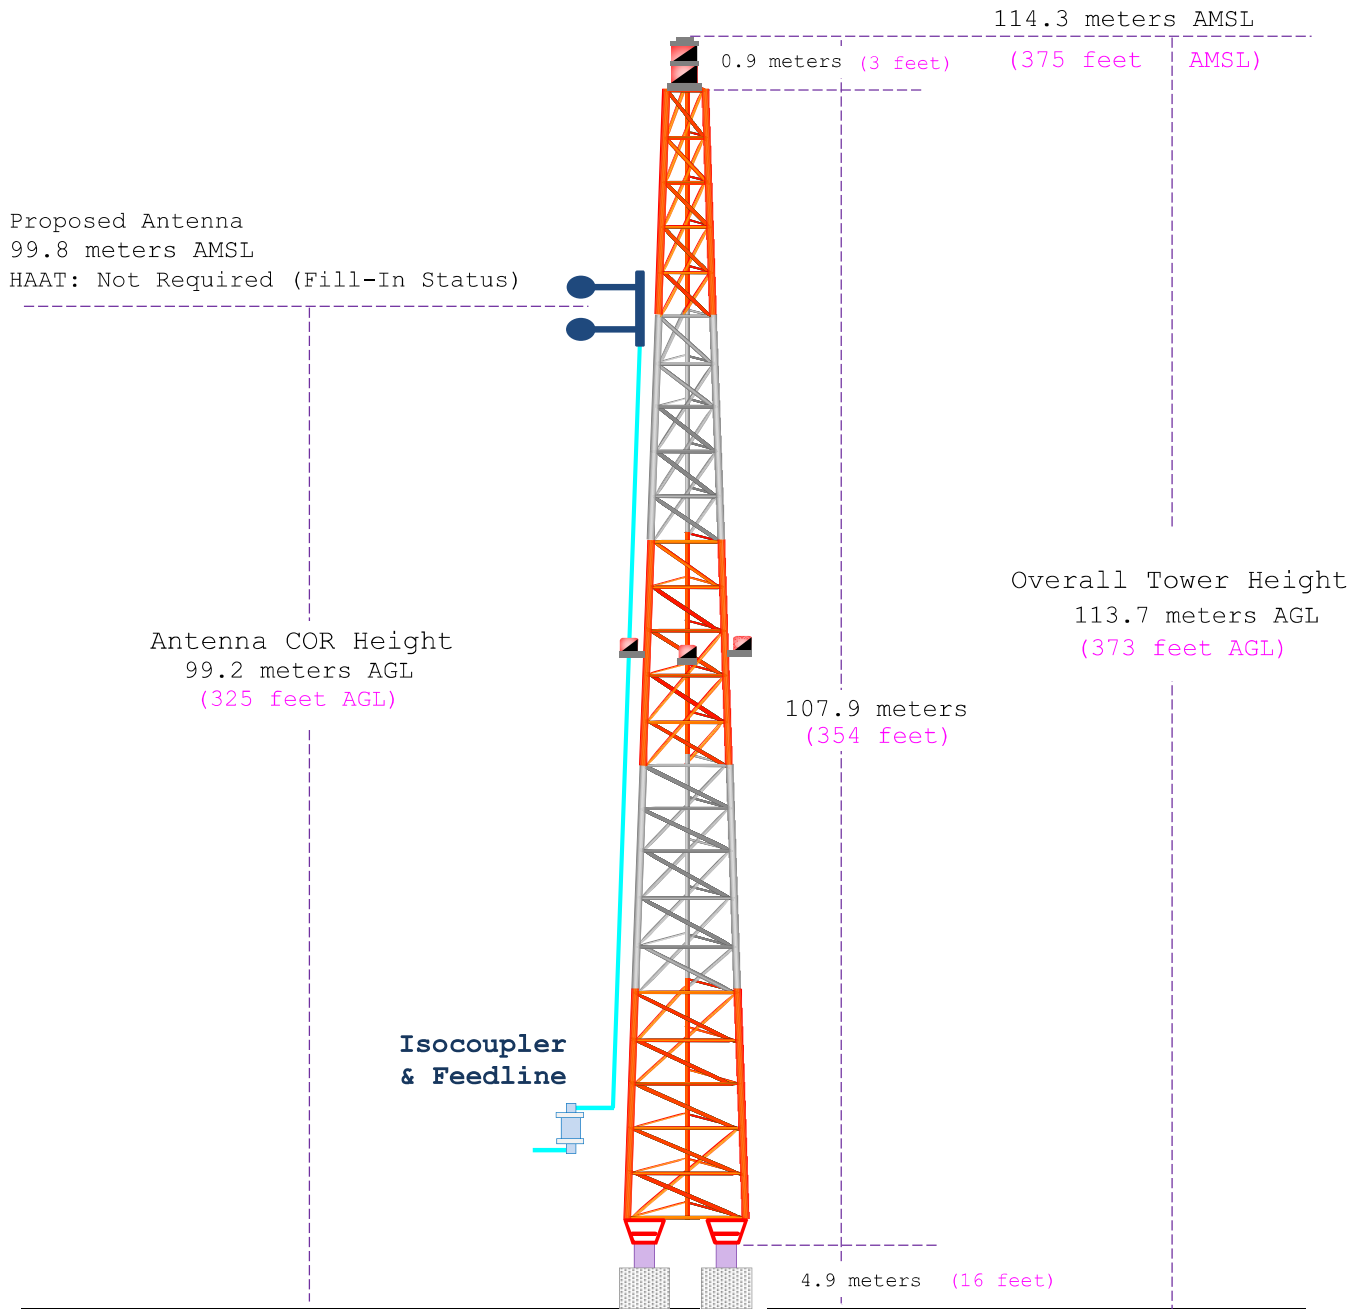 114.3 meters AMSL
(375 feet AMSL)
0.9 meters (3 feet)
Proposed Antenna
99.8 meters AMSL
HAAT: Not Required (Fill-In Status)
Antenna COR Height
99.2 meters AGL
(325 feet AGL)
Overall Tower Height
113.7 meters AGL
(373 feet AGL)
107.9 meters
(354 feet)
Isocoupler
& Feedline
4.9 meters (16 feet)